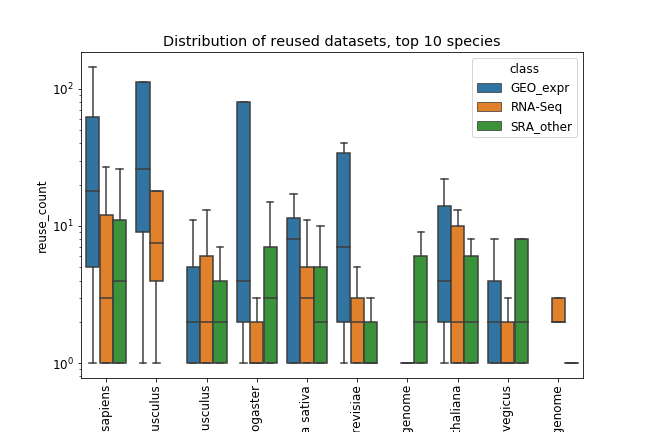 Distribution of reused datasets, top 10 species
class
GEO_expr
RNA-Seq
SRA_other
reuse_count
10²
10¹
10⁰
sapiens
usculus
usculus
ogaster
a sativa
revisiae
genome
thaliana
vegicus
genome